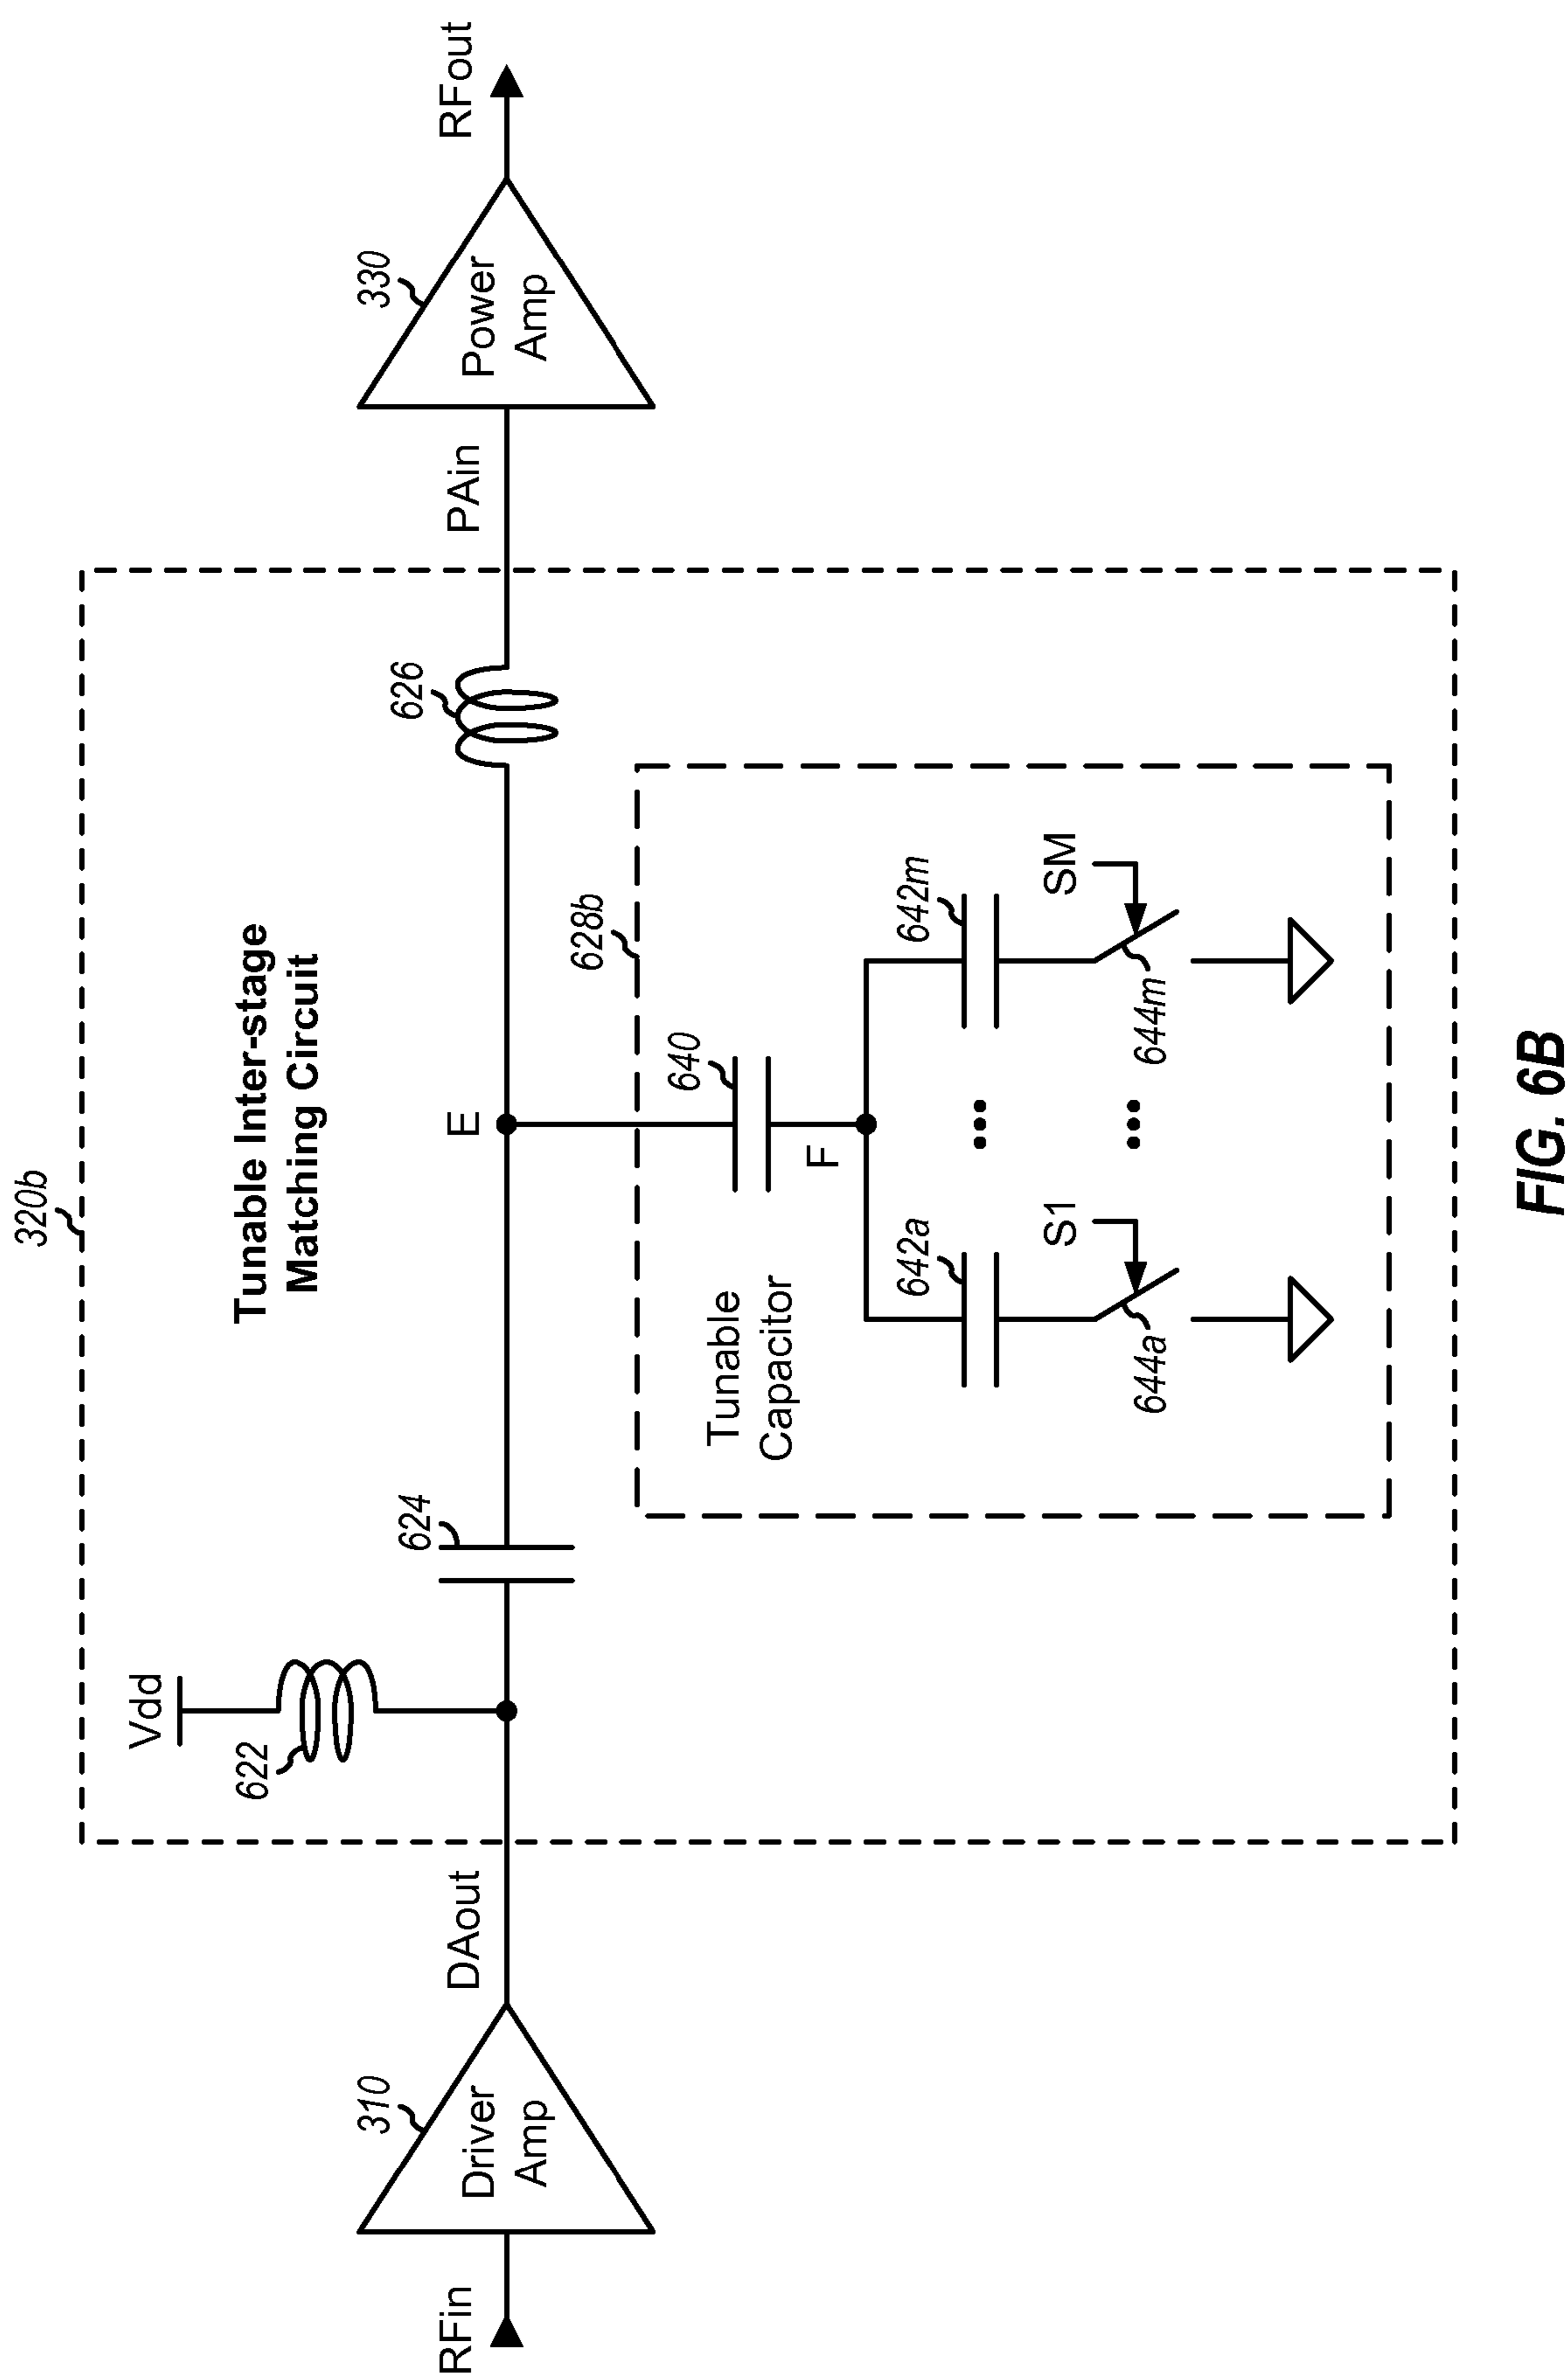 320b
Tunable Inter-stage
Matching Circuit
Vdd
622
624
E
626
310
Driver
Amp
330
Power
Amp
RFin
DAout
PAin
RFout
628b
Tunable
Capacitor
640
F
642a
642m
S1
SM
644a
644m
FIG. 6B